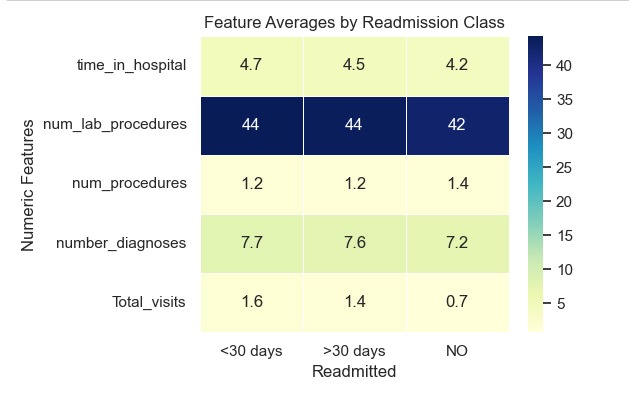 Feature Averages by Readmission Class
Numeric Features
time_in_hospital 4.7 4.5 4.2
num_lab_procedures 44 44 42
num_procedures 1.2 1.2 1.4
number_diagnoses 7.7 7.6 7.2
Total_visits 1.6 1.4 0.7
<30 days >30 days NO
Readmitted
40
35
30
25
20
15
10
5